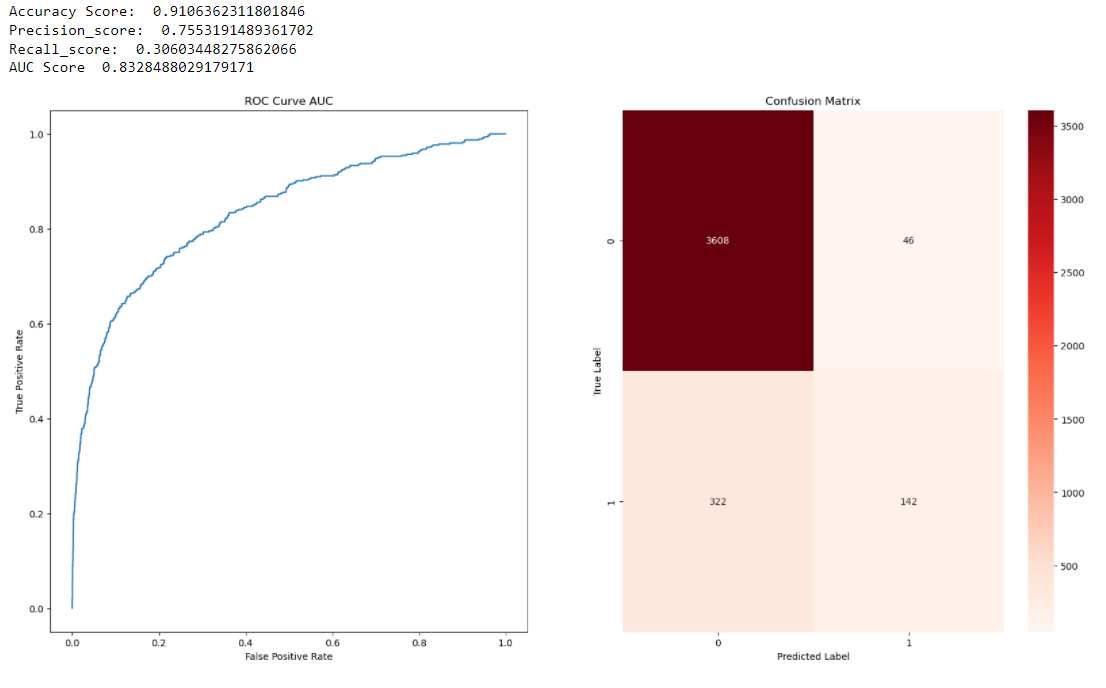 Accuracy Score:  0.9106362311801846
Precision_score:  0.7553191489361702
Recall_score:  0.30603448275862066
AUC Score  0.8328488029179171
ROC Curve AUC
1.0
0.8
0.6
0.4
0.2
0.0
True Positive Rate
0.0 0.2 0.4 0.6 0.8 1.0
False Positive Rate
Confusion Matrix
True Label
0
3608 46
1
322 142
0 1
Predicted Label
3500
3000
2500
2000
1500
1000
500